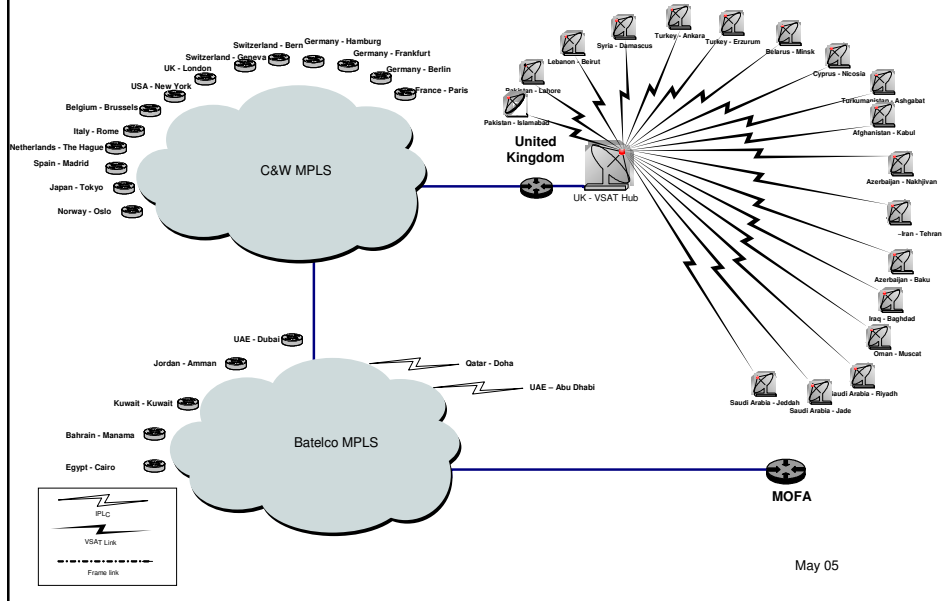 Switzerland - Bern
Germany - Hamburg
Switzerland - Geneva
Germany - Frankfurt
UK - London
Germany - Berlin
USA - New York
France - Paris
Belgium - Brussels
Italy - Rome
Netherlands - The Hague
Spain - Madrid
Japan - Tokyo
Norway - Oslo
C&W MPLS
United
Kingdom
UK - VSAT Hub
Pakistan - Islamabad
Pakistan - Lahore
Lebanon - Beirut
Syria - Damascus
Turkey - Ankara
Turkey - Erzurum
Belarus - Minsk
Cyprus - Nicosia
Turkumanistan - Ashgabat
Afghanistan - Kabul
Azerbaijan - Nakhjivan
–Iran - Tehran
Azerbaijan - Baku
Iraq - Baghdad
Oman - Muscat
Saudi Arabia - Riyadh
Saudi Arabia - Jeddah
Saudi Arabia - Jade
UAE - Dubai
Jordan - Amman
Qatar - Doha
UAE – Abu Dhabi
Kuwait - Kuwait
Bahrain - Manama
Batelco MPLS
Egypt - Cairo
MOFA
IPLC
VSAT Link
Frame link
May 05